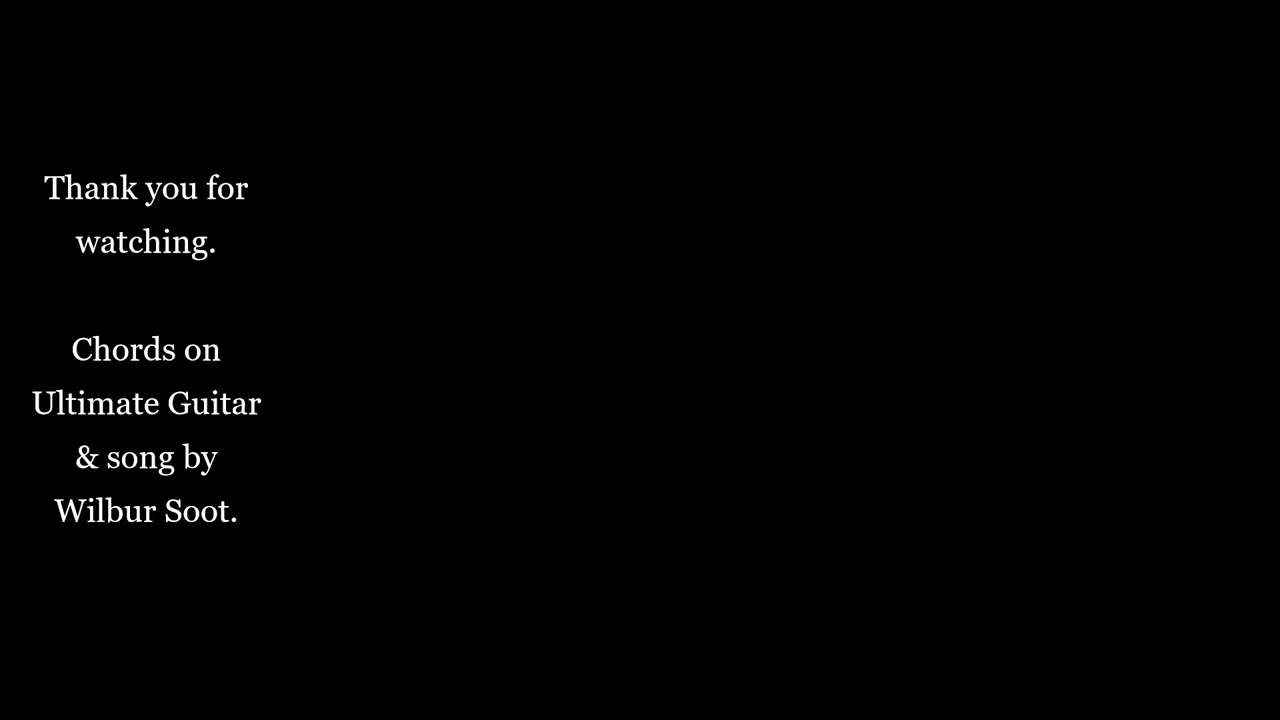 Thank you for
watching.
Chords on
Ultimate Guitar
& song by
Wilbur Soot.